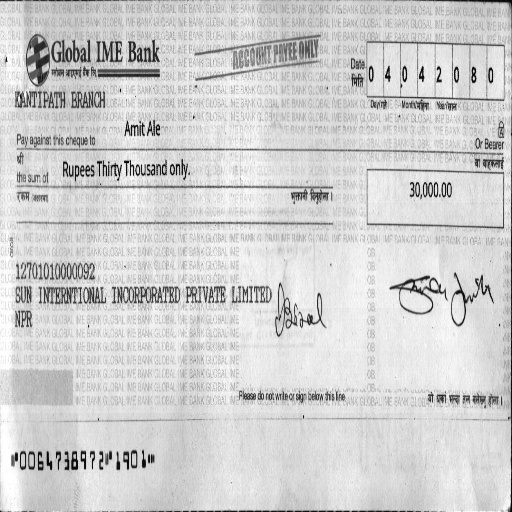 Global IME Bank
ग्लोबल आइएमई बैंक लि.
ACCOUNT PAYEE ONLY
Date
मिति
0 4 0 4 2 0 8 0
Day/गते Month/महिना Year/साल
KANTIPATH BRANCH
Pay against this cheque to Amit Ale
Or Bearer
श्री
वा वाहकलाई
the sum of Rupees Thirty Thousand only.
30,000.00
रकम अक्षरुपी
12701010000092
SUN INTERNTIONAL INCORPORATED PRIVATE LIMITED
NPR
Please do not write or sign below this line
"0064738972" 1901"